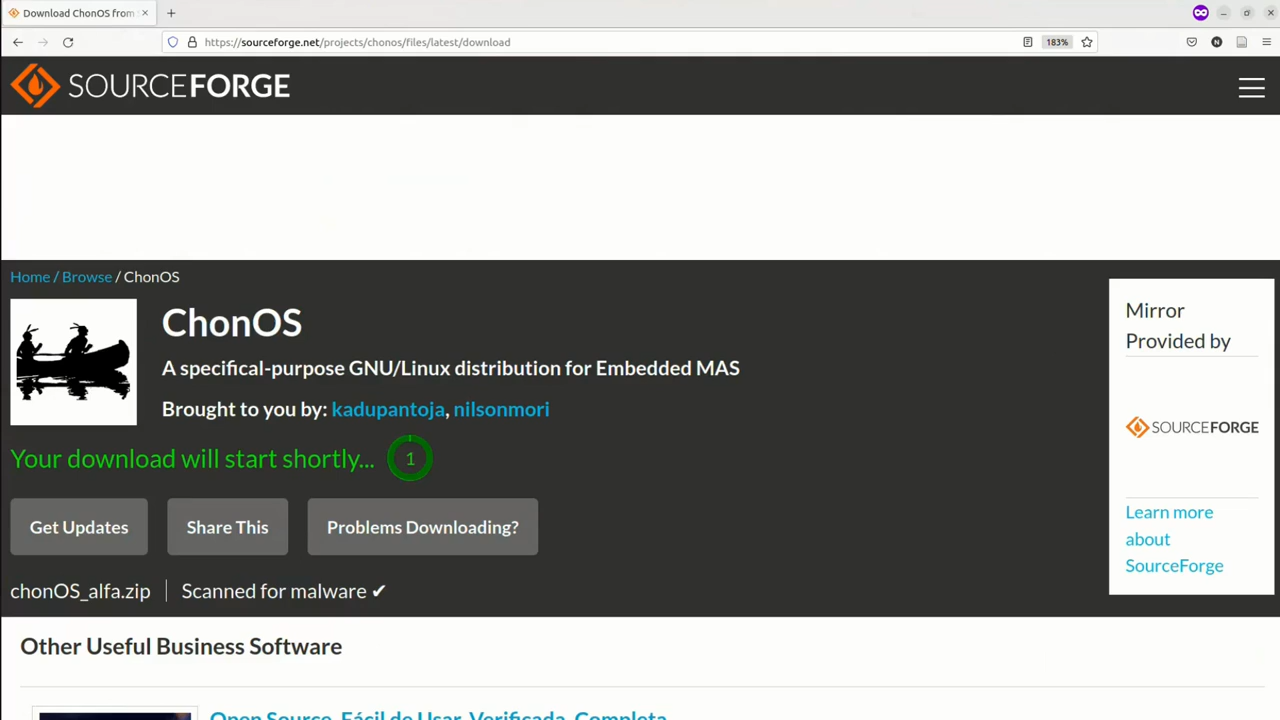 Download ChonOS from
https://sourceforge.net/projects/chonos/files/latest/download
183%
N
SOURCEFORGE
Home / Browse / ChonOS
ChonOS
A specifical-purpose GNU/Linux distribution for Embedded MAS
Brought to you by: kadupantoja, nilsonmori
Your download will start shortly... 1
Get Updates
Share This
Problems Downloading?
chonOS_alfa.zip
Scanned for malware ✔
Mirror
Provided by
SOURCEFORGE
Learn more
about
SourceForge
Other Useful Business Software
Open Source, Fácil de Usar, Verificada, Completa